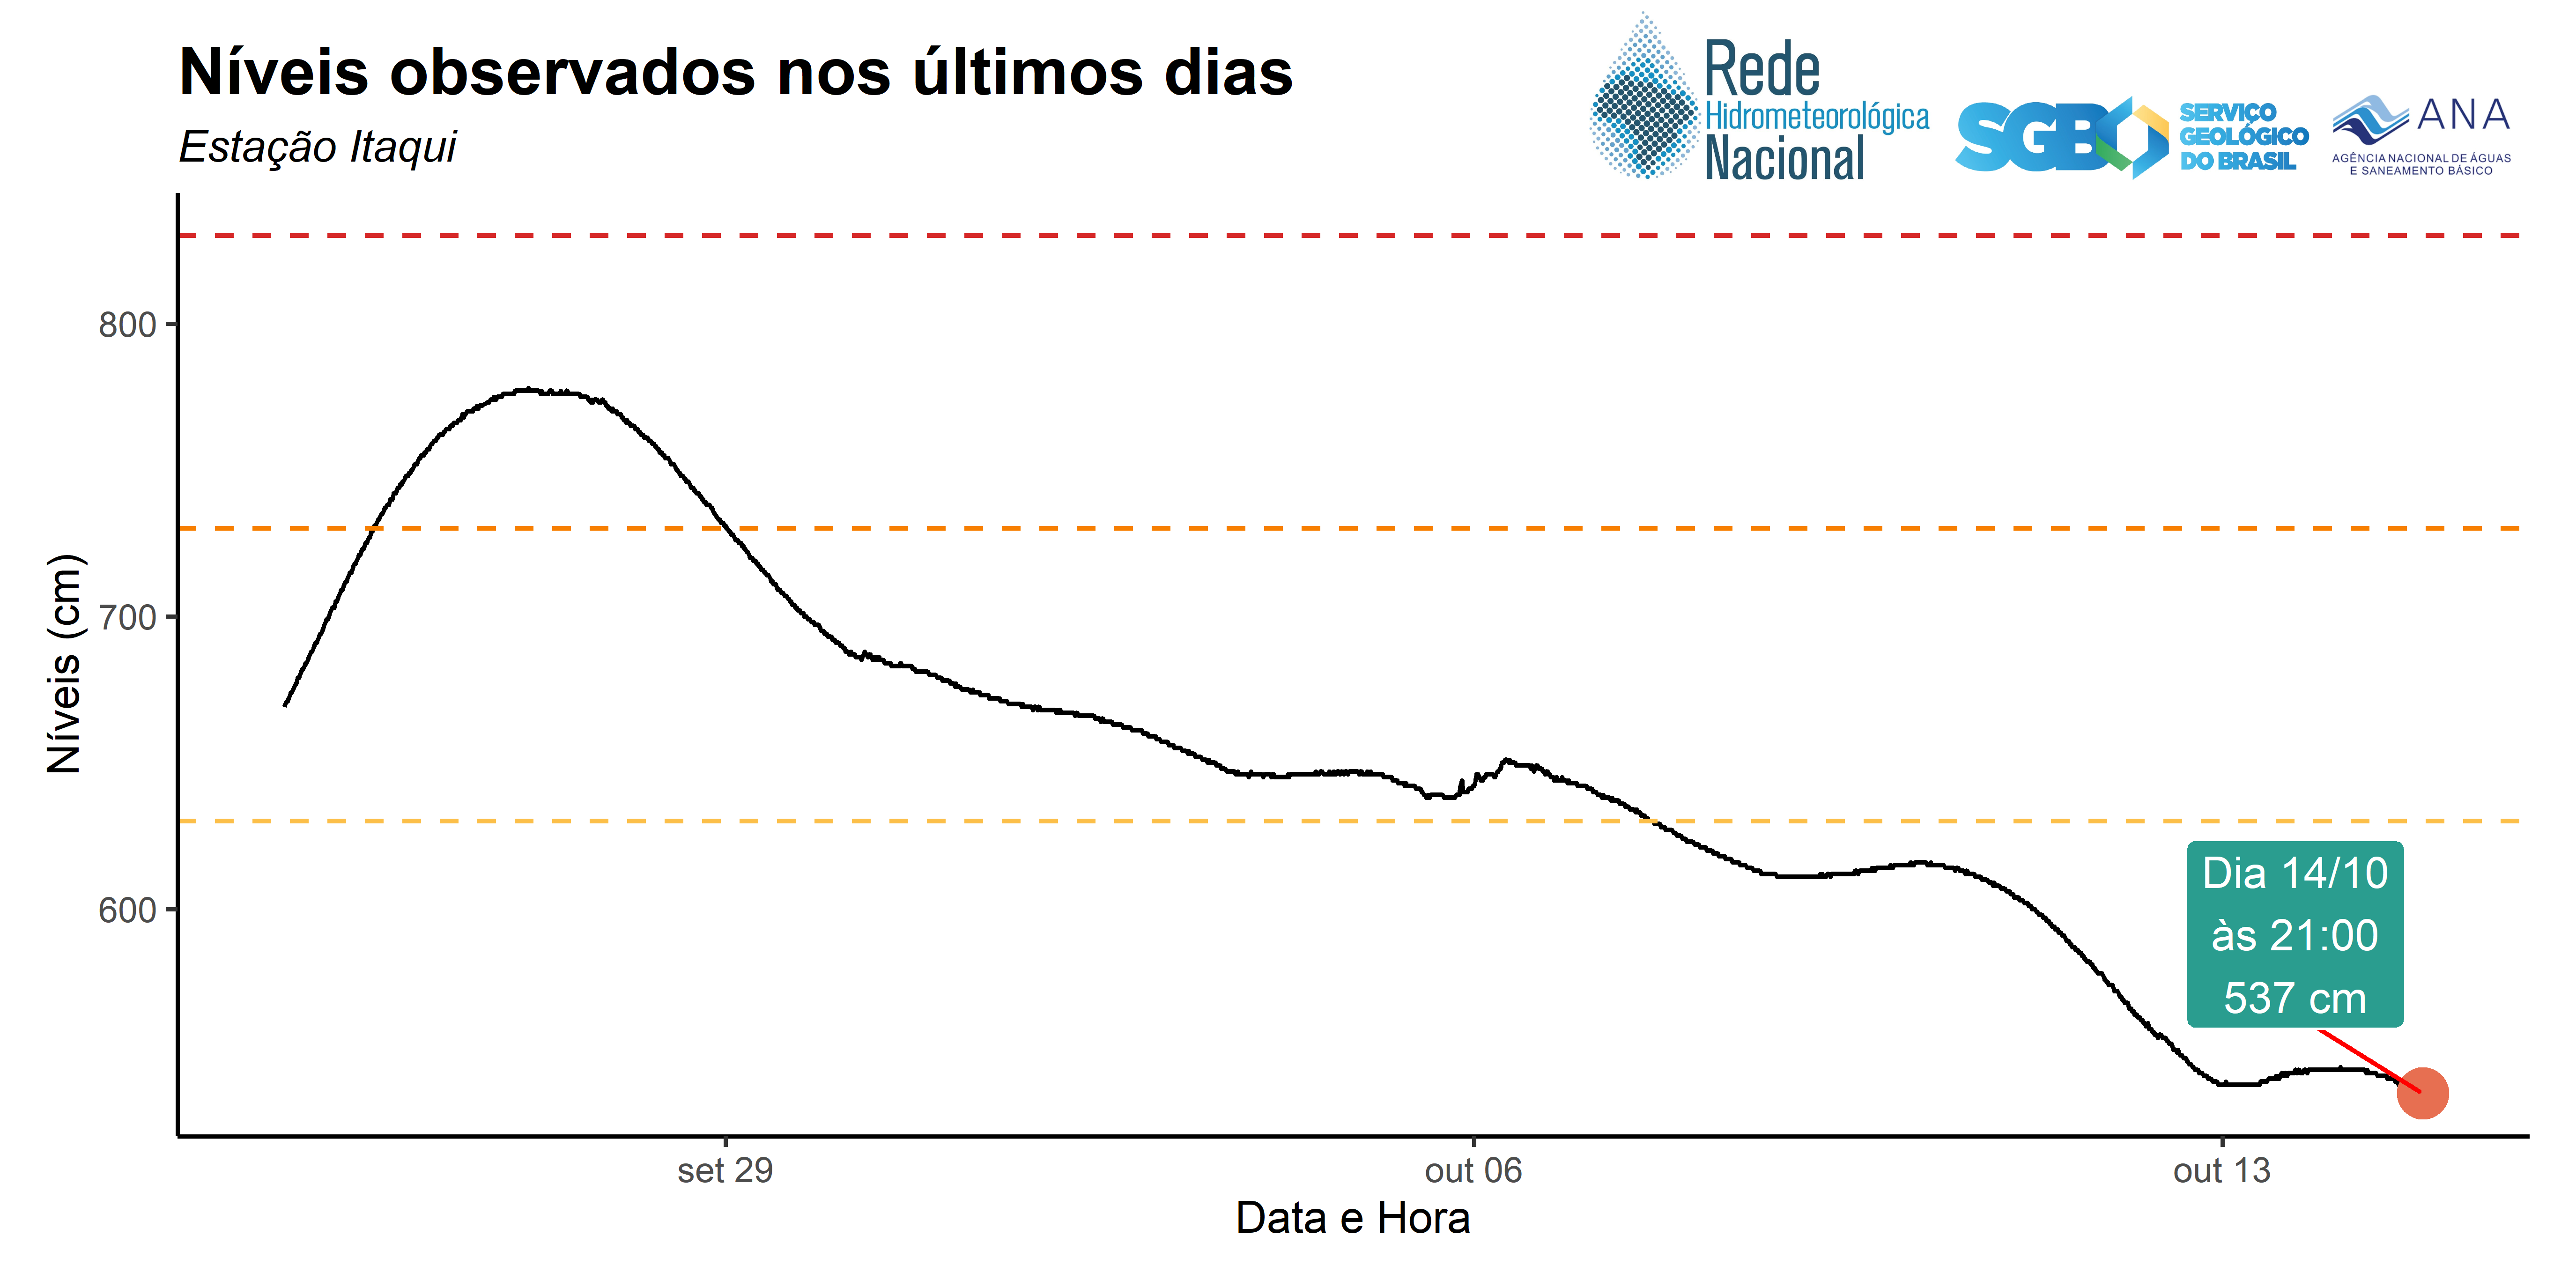 Níveis observados nos últimos dias
Estação Itaqui
Rede
Hidrometeorológica
Nacional
SGB
SERVIÇO
GEOLÓGICO
DO BRASIL
ANA
AGÊNCIA NACIONAL DE ÁGUAS
E SANEAMENTO BÁSICO
800
700
600
Níveis (cm)
Dia 14/10
às 21:00
537 cm
set 29
out 06
out 13
Data e Hora